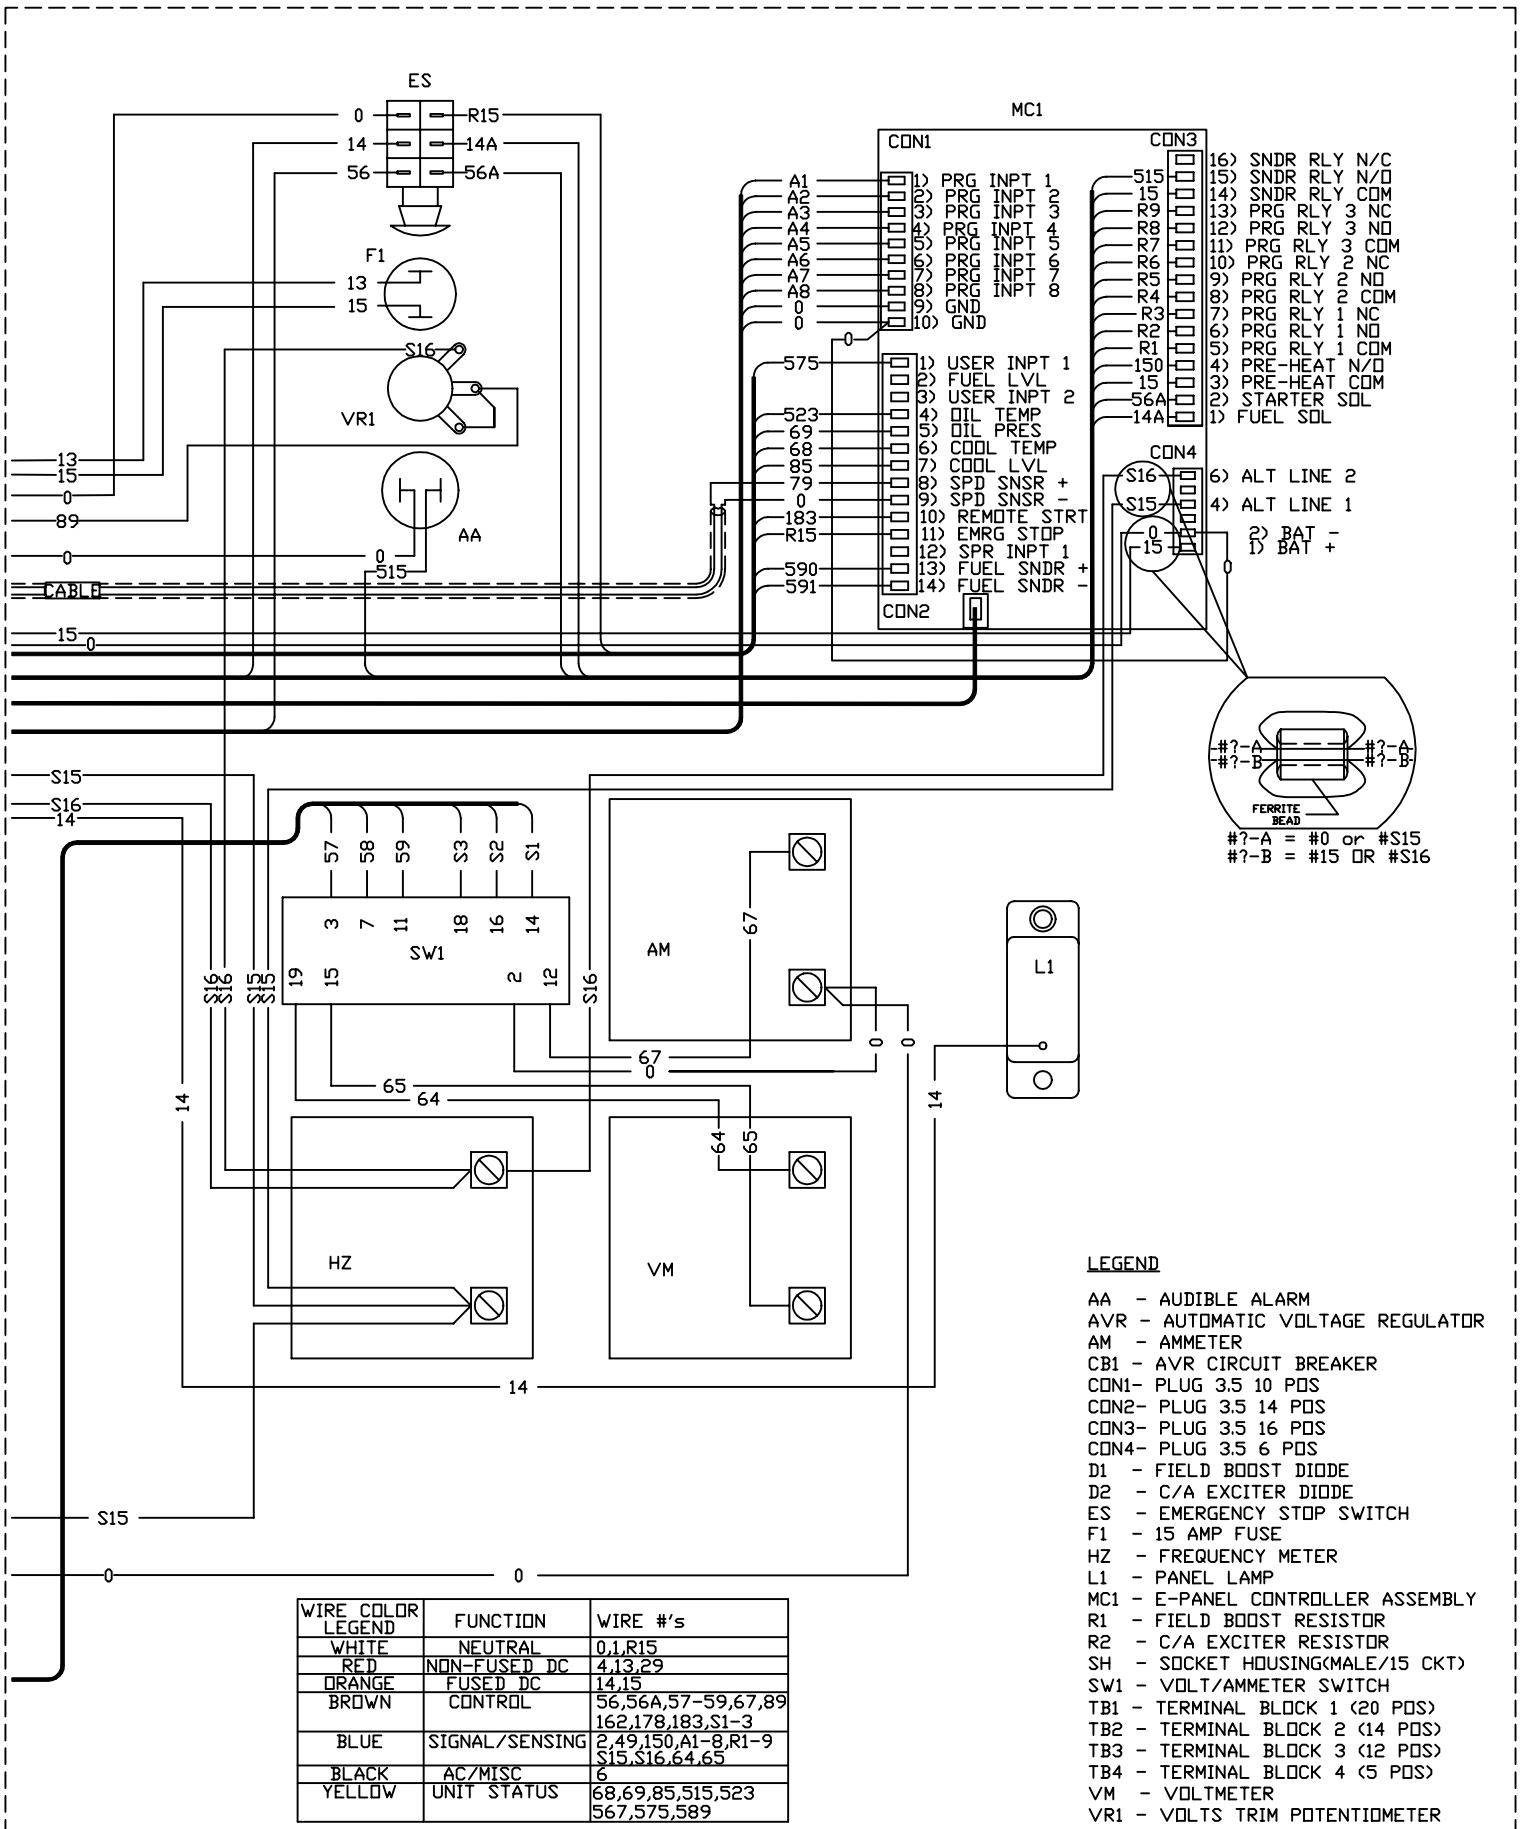 ES
MC1
0
R15
14
14A
56
56A
F1
13
15
S16
VR1
AA
0
515
13
15
0
89
0
CABLE
15
0
CON1
A1 1) PRG INPT 1
A2 2) PRG INPT 2
A3 3) PRG INPT 3
A4 4) PRG INPT 4
A5 5) PRG INPT 5
A6 6) PRG INPT 6
A7 7) PRG INPT 7
A8 8) PRG INPT 8
0 9) GND
0 10) GND
0
575 1) USER INPT 1
2) FUEL LVL
3) USER INPT 2
523 4) OIL TEMP
69 5) OIL PRES
68 6) COOL TEMP
85 7) COOL LVL
79 8) SPD SNSR +
0 9) SPD SNSR -
183 10) REMOTE STRT
R15 11) EMRG STOP
12) SPR INPT 1
590 13) FUEL SNDR +
591 14) FUEL SNDR -
CON2
CON3
16) SNDR RLY N/C
515 15) SNDR RLY N/O
15 14) SNDR RLY COM
R9 13) PRG RLY 3 NC
R8 12) PRG RLY 3 NO
R7 11) PRG RLY 3 COM
R6 10) PRG RLY 2 NC
R5 9) PRG RLY 2 NO
R4 8) PRG RLY 2 COM
R3 7) PRG RLY 1 NC
R2 6) PRG RLY 1 NO
R1 5) PRG RLY 1 COM
150 4) PRE-HEAT N/O
15 3) PRE-HEAT COM
56A 2) STARTER SOL
14A 1) FUEL SOL
CON4
S16 6) ALT LINE 2
S15 4) ALT LINE 1
0 2) BAT -
15 1) BAT +
0
#?-A #?-A
#?-B #?-B
FERRITE
BEAD
#?-A = #0 or #S15
#?-B = #15 OR #S16
S15
S16
14
57
58
59
S3
S2
S1
3
7
11
18
16
14
SW1
19
15
2
12
S16
S16
S15
S15
S16
AM
67
L1
0
0
67
0
65
64
14
14
64
65
HZ
VM
14
S15
0
0
WIRE COLOR
LEGEND
FUNCTION
WIRE #'s
WHITE NEUTRAL 0,1,R15
RED NON-FUSED DC 4,13,29
ORANGE FUSED DC 14,15
BROWN CONTROL 56,56A,57-59,67,89
162,178,183,S1-3
BLUE SIGNAL/SENSING 2,49,150,A1-8,R1-9
S15,S16,64,65
BLACK AC/MISC 6
YELLOW UNIT STATUS 68,69,85,515,523
567,575,589
LEGEND
AA - AUDIBLE ALARM
AVR - AUTOMATIC VOLTAGE REGULATOR
AM - AMMETER
CB1 - AVR CIRCUIT BREAKER
CON1- PLUG 3.5 10 POS
CON2- PLUG 3.5 14 POS
CON3- PLUG 3.5 16 POS
CON4- PLUG 3.5 6 POS
D1 - FIELD BOOST DIODE
D2 - C/A EXCITER DIODE
ES - EMERGENCY STOP SWITCH
F1 - 15 AMP FUSE
HZ - FREQUENCY METER
L1 - PANEL LAMP
MC1 - E-PANEL CONTROLLER ASSEMBLY
R1 - FIELD BOOST RESISTOR
R2 - C/A EXCITER RESISTOR
SH - SOCKET HOUSING(MALE/15 CKT)
SW1 - VOLT/AMMETER SWITCH
TB1 - TERMINAL BLOCK 1 (20 POS)
TB2 - TERMINAL BLOCK 2 (14 POS)
TB3 - TERMINAL BLOCK 3 (12 POS)
TB4 - TERMINAL BLOCK 4 (5 POS)
VM - VOLTMETER
VR1 - VOLTS TRIM POTENTIOMETER